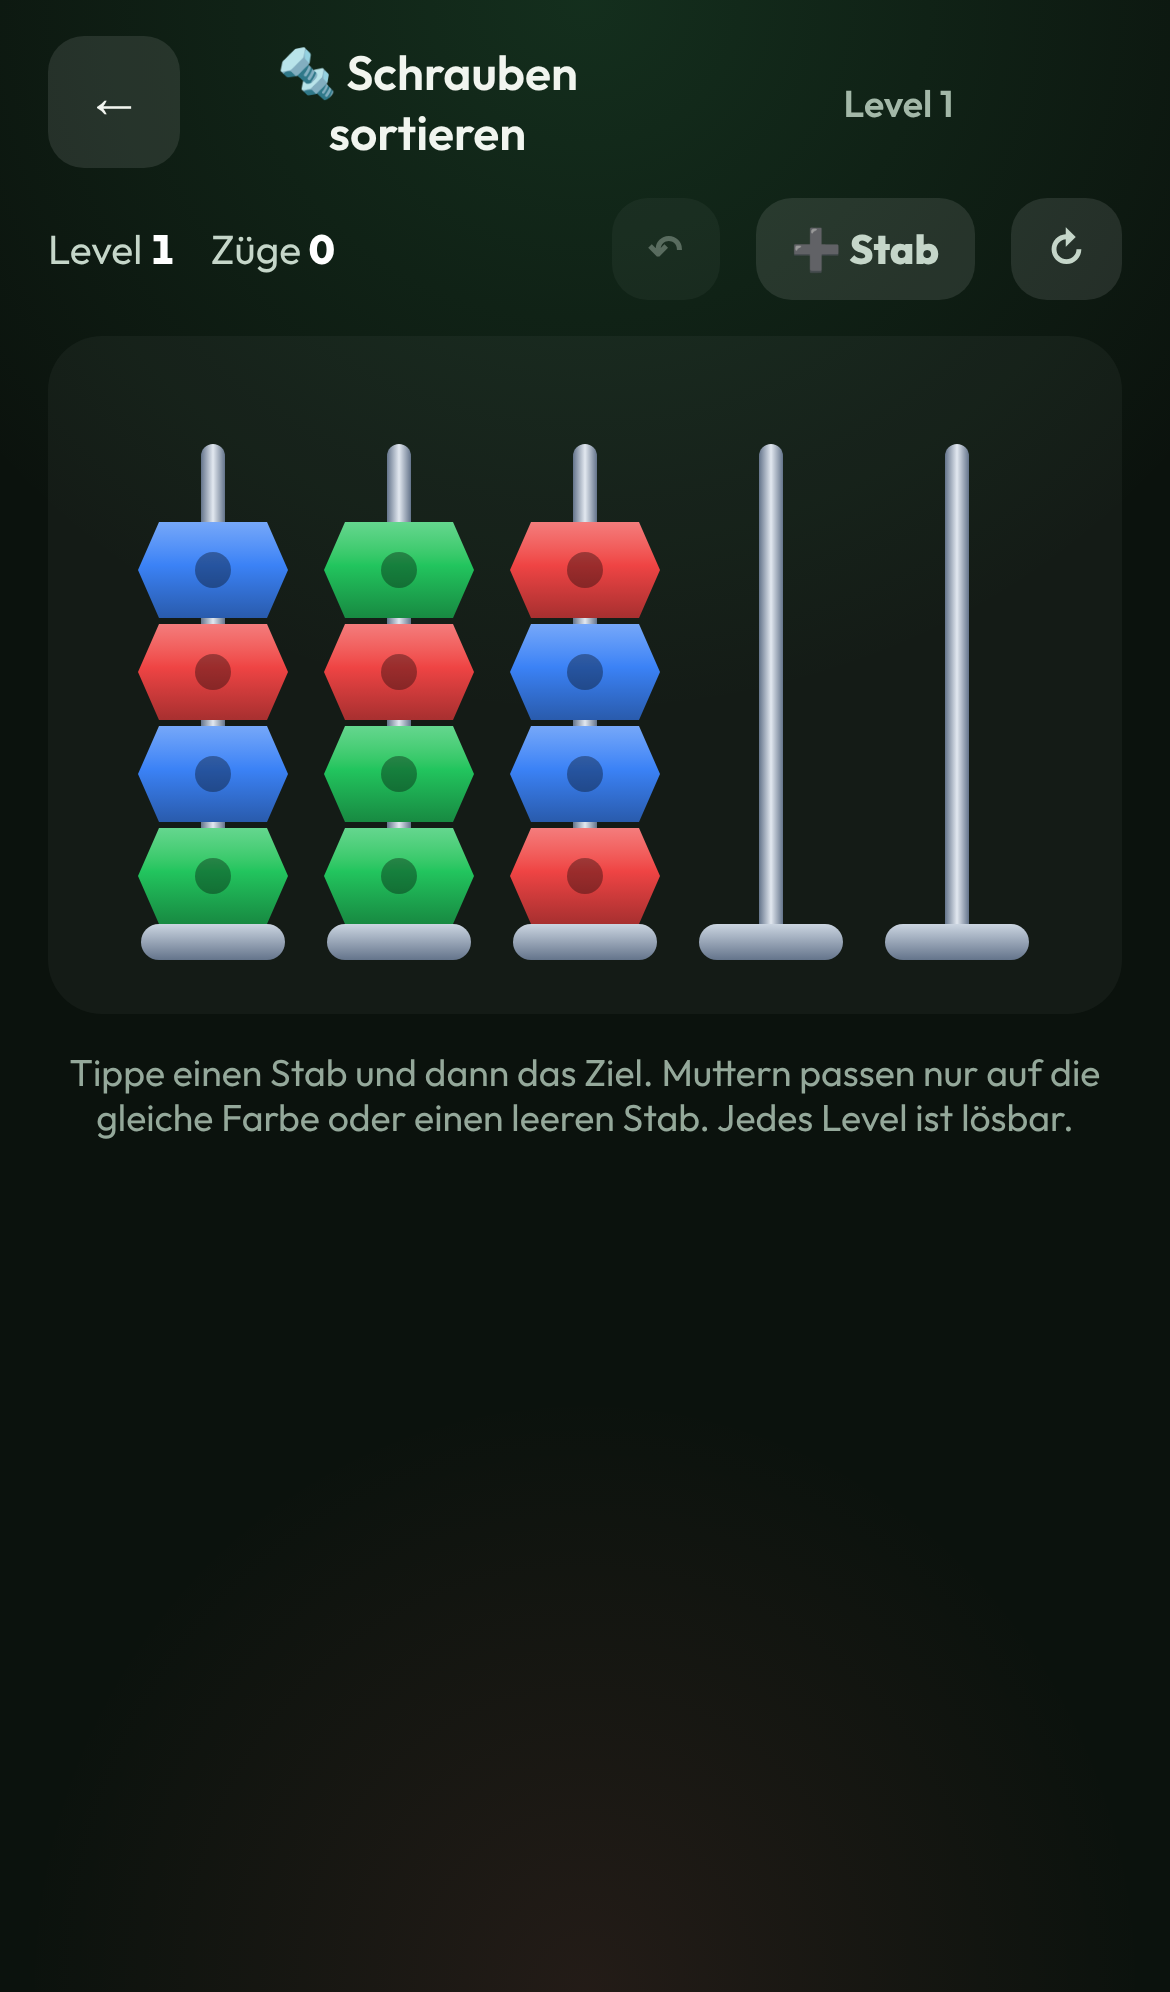 Schrauben
sortieren
Level 1
Level 1 Züge 0
Stab
Tippe einen Stab und dann das Ziel. Muttern passen nur auf die
gleiche Farbe oder einen leeren Stab. Jedes Level ist lösbar.